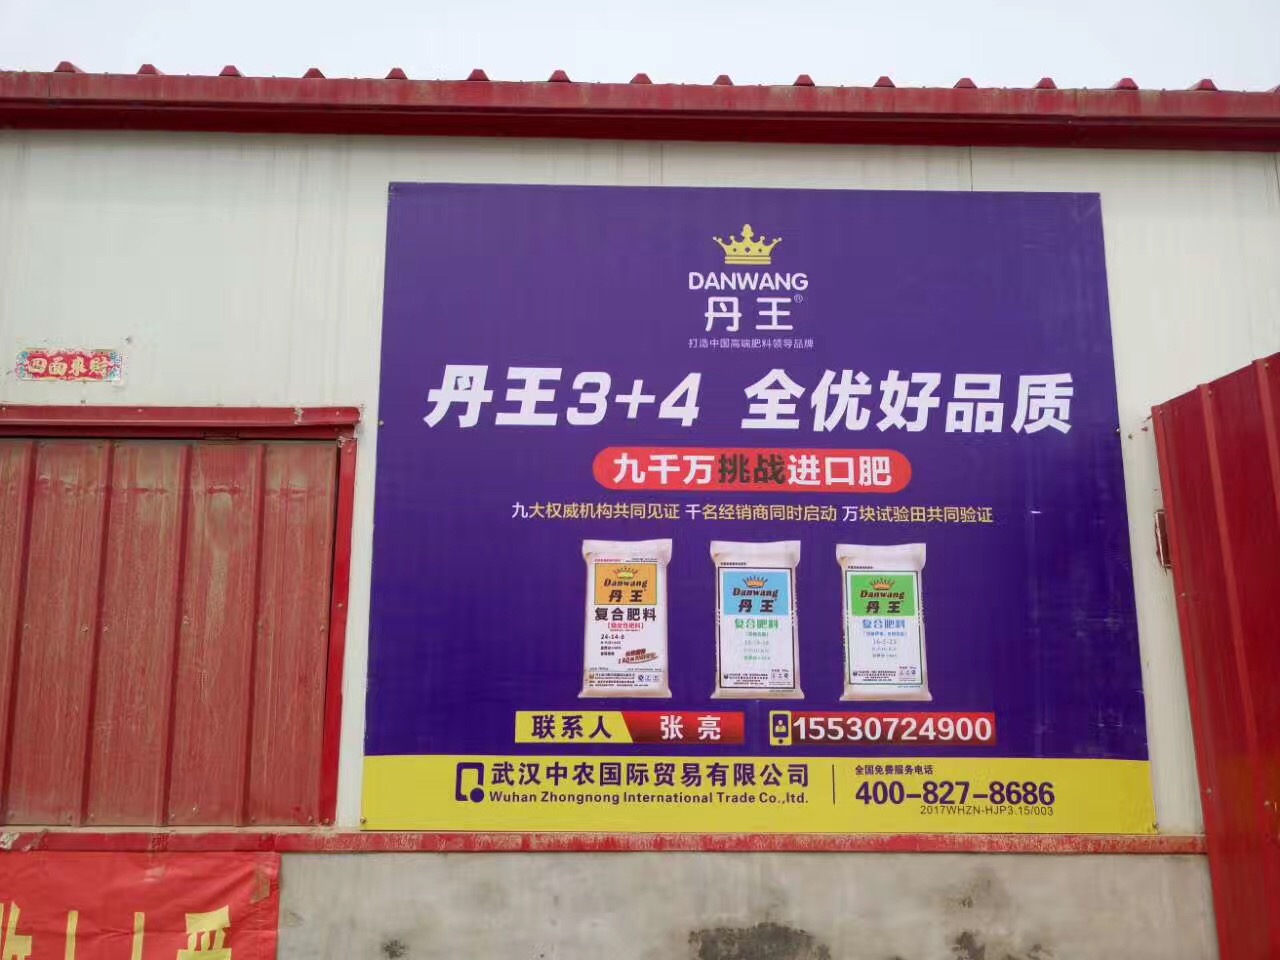 DANWANG
丹王®
打造中国高端肥料领导品牌
丹王3+4 全优好品质
九千万挑战进口肥
九大权威机构共同见证 千名经销商同时启动 万块试验田共同验证
四面来财
Danwang
丹王
复合肥料
Danwang
丹王
复合肥料
Danwang
丹王
复合肥料
联系人 张亮 15530724900
武汉中农国际贸易有限公司
Wuhan Zhongnong International Trade Co.,ltd.
全国免费服务电话
400-827-8686
2017WHZN-HJP3.15/003